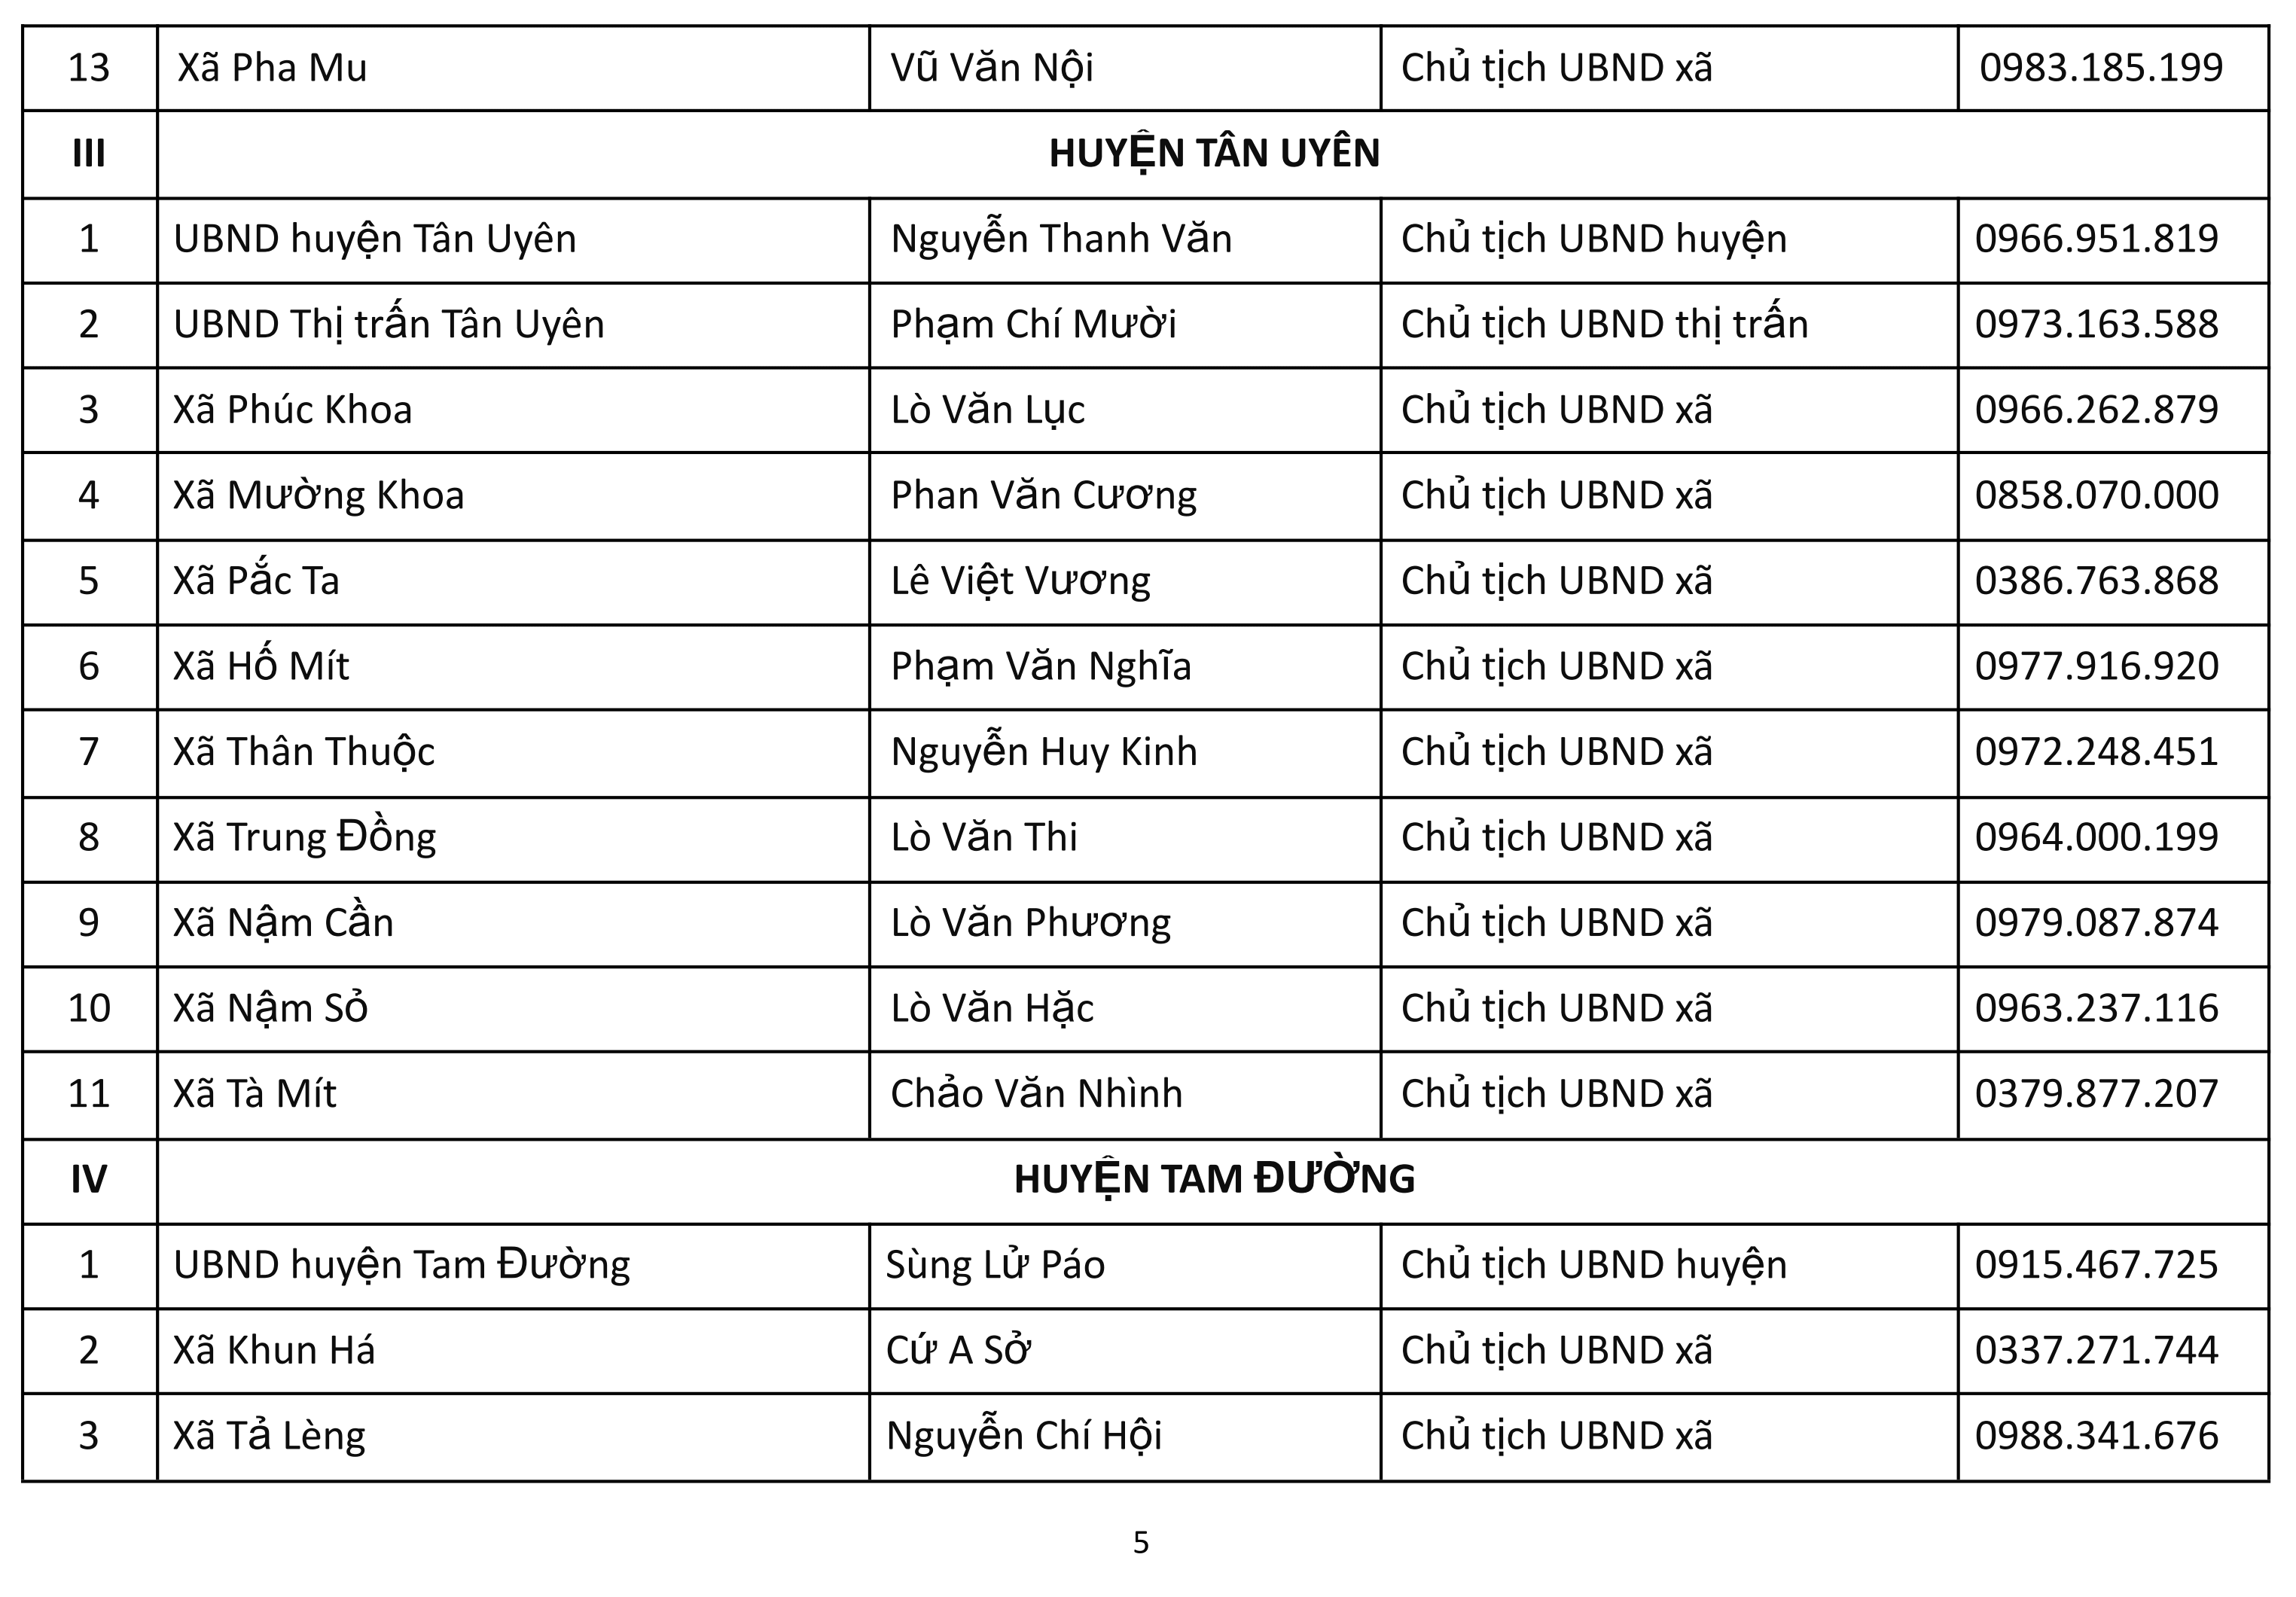 13 Xã Pha Mu Vũ Văn Nội Chủ tịch UBND xã 0983.185.199
III HUYỆN TÂN UYÊN
1 UBND huyện Tân Uyên Nguyễn Thanh Văn Chủ tịch UBND huyện 0966.951.819
2 UBND Thị trấn Tân Uyên Phạm Chí Mười Chủ tịch UBND thị trấn 0973.163.588
3 Xã Phúc Khoa Lò Văn Lục Chủ tịch UBND xã 0966.262.879
4 Xã Mường Khoa Phan Văn Cương Chủ tịch UBND xã 0858.070.000
5 Xã Pắc Ta Lê Việt Vương Chủ tịch UBND xã 0386.763.868
6 Xã Hố Mít Phạm Văn Nghĩa Chủ tịch UBND xã 0977.916.920
7 Xã Thân Thuộc Nguyễn Huy Kinh Chủ tịch UBND xã 0972.248.451
8 Xã Trung Đồng Lò Văn Thi Chủ tịch UBND xã 0964.000.199
9 Xã Nậm Cần Lò Văn Phương Chủ tịch UBND xã 0979.087.874
10 Xã Nậm Sỏ Lò Văn Hặc Chủ tịch UBND xã 0963.237.116
11 Xã Tà Mít Chảo Văn Nhình Chủ tịch UBND xã 0379.877.207
IV HUYỆN TAM ĐƯỜNG
1 UBND huyện Tam Đường Sùng Lử Páo Chủ tịch UBND huyện 0915.467.725
2 Xã Khun Há Cứ A Sở Chủ tịch UBND xã 0337.271.744
3 Xã Tả Lèng Nguyễn Chí Hội Chủ tịch UBND xã 0988.341.676
5